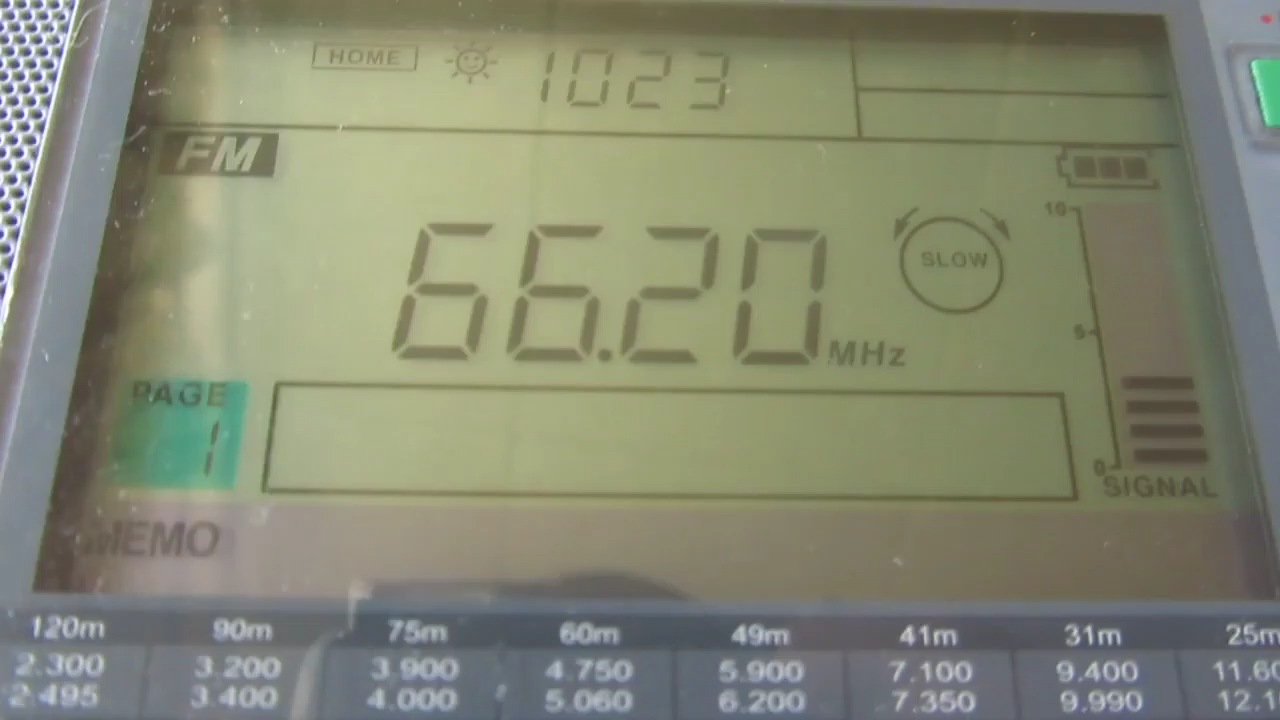 HOME 1023
FM
66.20 MHz
SLOW
10
5
0
SIGNAL
PAGE
1
MEMO
120m 90m 75m 60m 49m 41m 31m 25m
2.300 3.200 3.900 4.750 5.900 7.100 9.400
2.495 3.400 4.000 5.060 6.200 7.350 9.990